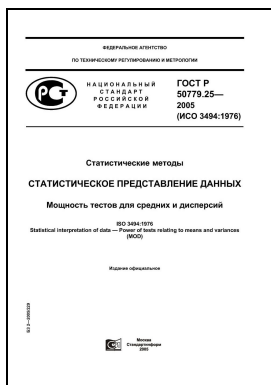 ФЕДЕРАЛЬНОЕ АГЕНТСТВО
ПО ТЕХНИЧЕСКОМУ РЕГУЛИРОВАНИЮ И МЕТРОЛОГИИ
НАЦИОНАЛЬНЫЙ
СТАНДАРТ
РОССИЙСКОЙ
ФЕДЕРАЦИИ
ГОСТ Р
50779.25—
2005
(ИСО 3494:1976)
Статистические методы
СТАТИСТИЧЕСКОЕ ПРЕДСТАВЛЕНИЕ ДАННЫХ
Мощность тестов для средних и дисперсий
ISO 3494:1976
Statistical interpretation of data — Power of tests relating to means and variances
(MOD)
Издание официальное
Москва
Стандартинформ
2005